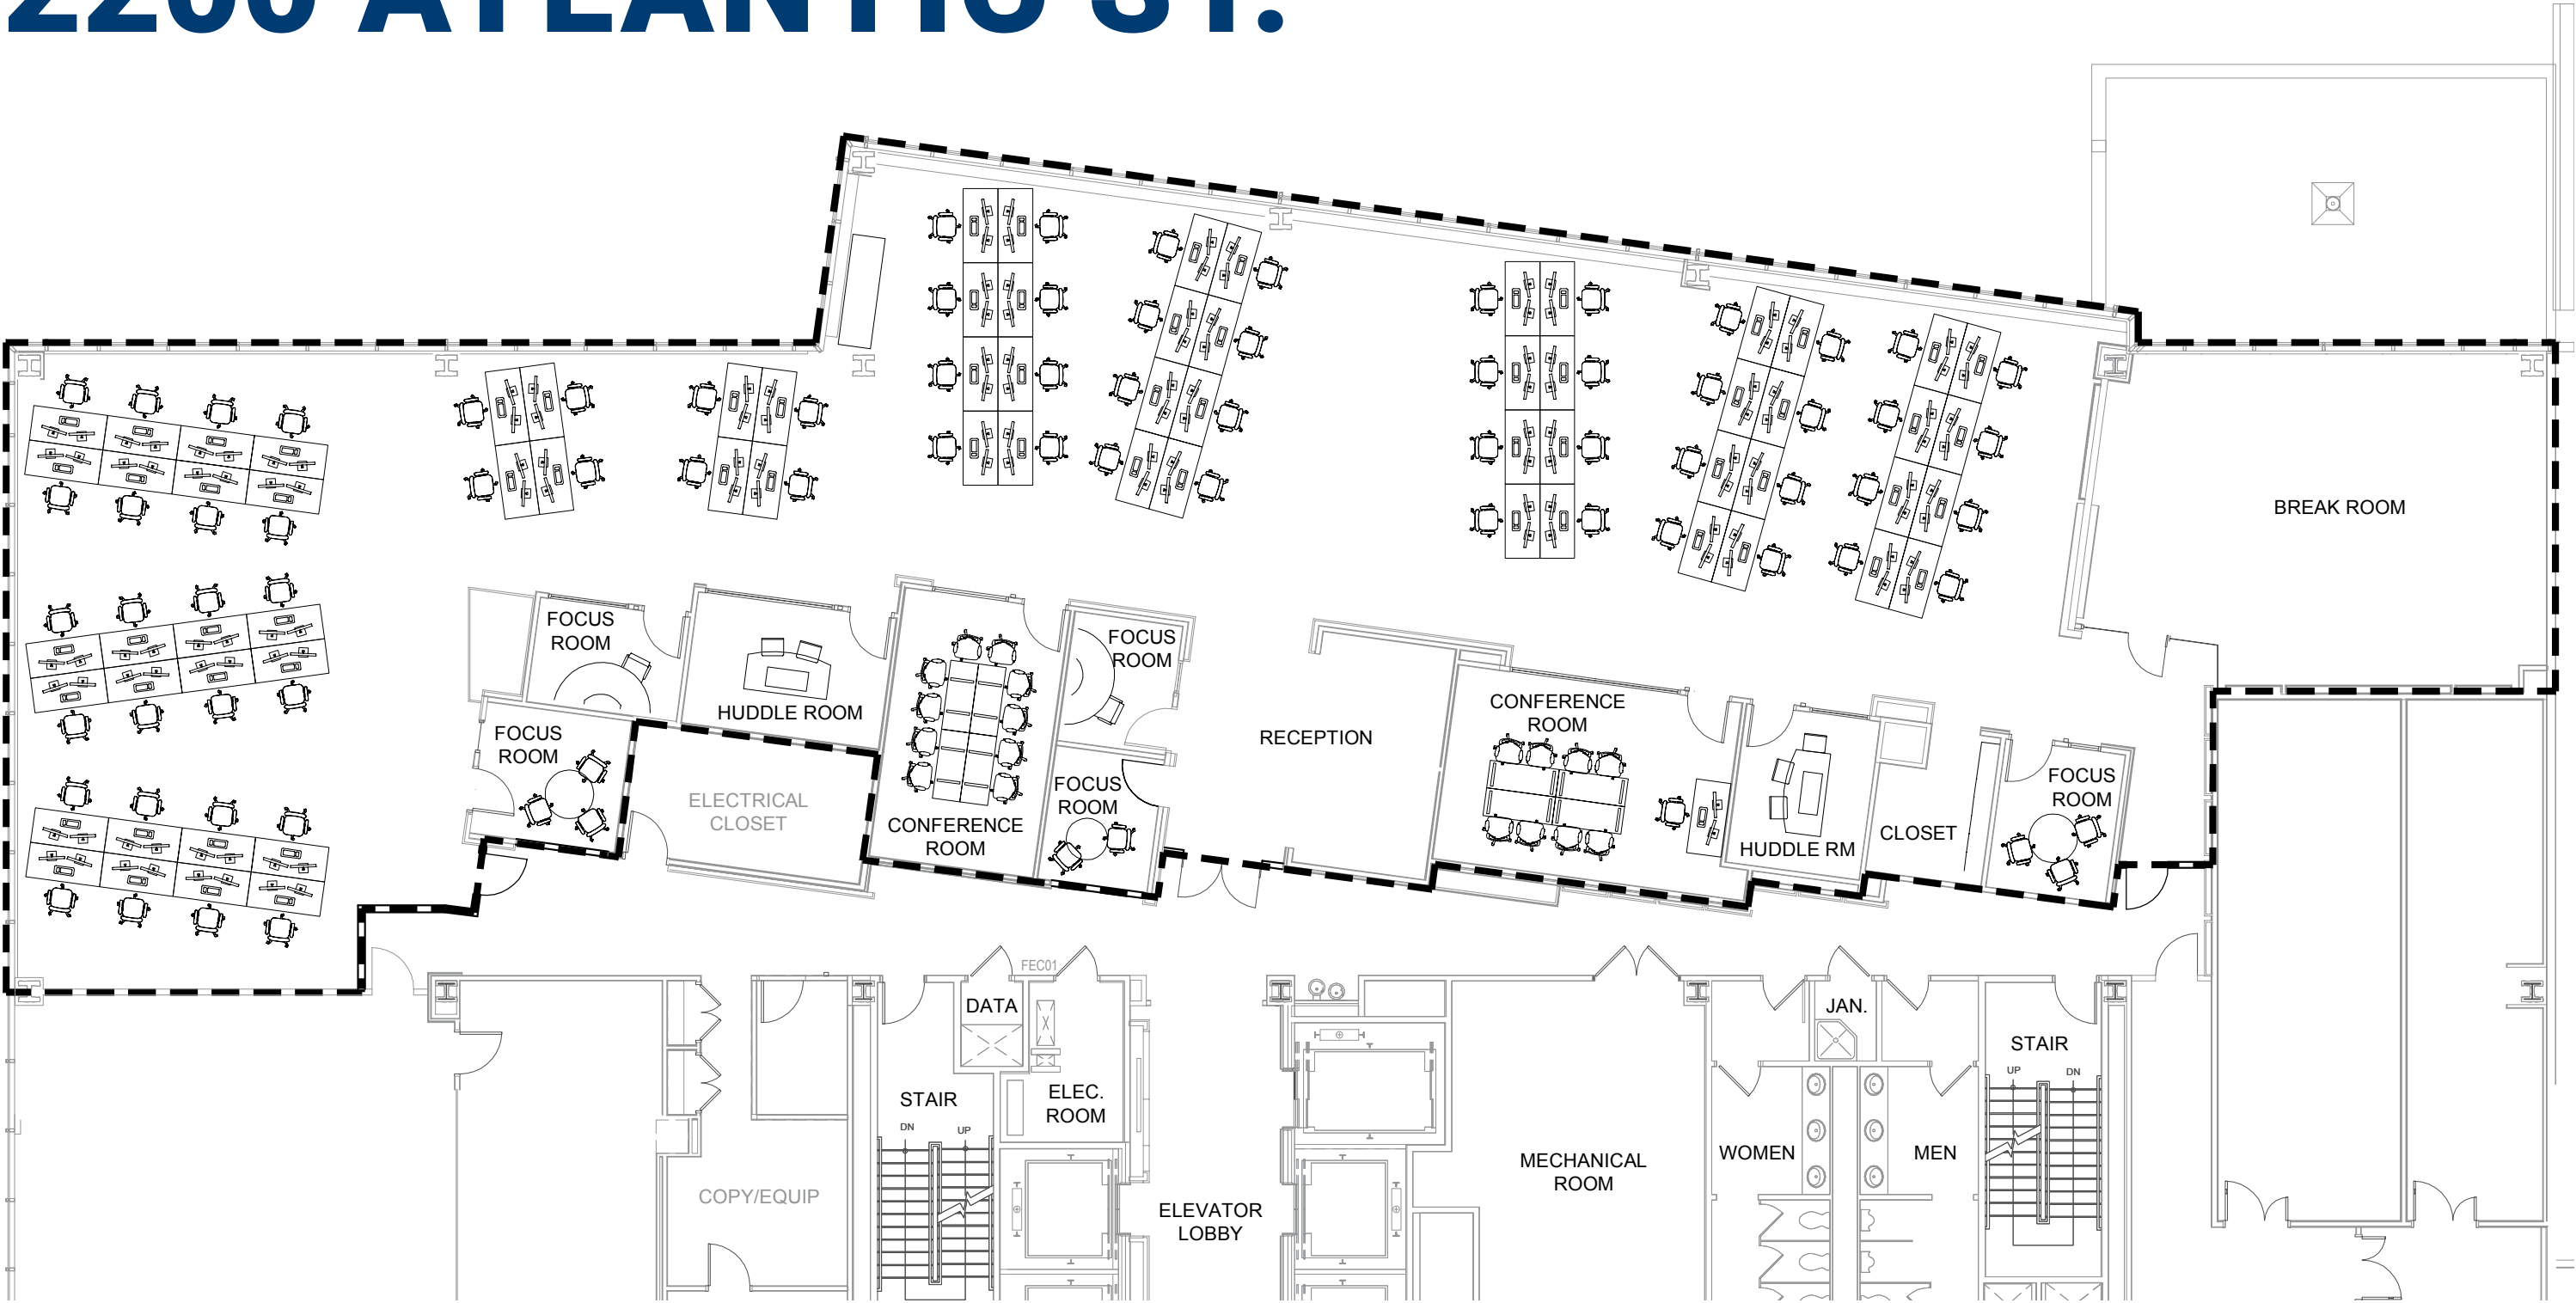 2200 ATLANTIC ST.
BREAK ROOM
FOCUS
ROOM
HUDDLE ROOM
FOCUS
ROOM
FOCUS
ROOM
ELECTRICAL
CLOSET
CONFERENCE
ROOM
FOCUS
ROOM
RECEPTION
CONFERENCE
ROOM
HUDDLE RM
CLOSET
FOCUS
ROOM
FEC01
DATA
ELEC.
ROOM
STAIR
DN
UP
COPY/EQUIP
ELEVATOR
LOBBY
MECHANICAL
ROOM
WOMEN
JAN.
MEN
STAIR
UP
DN